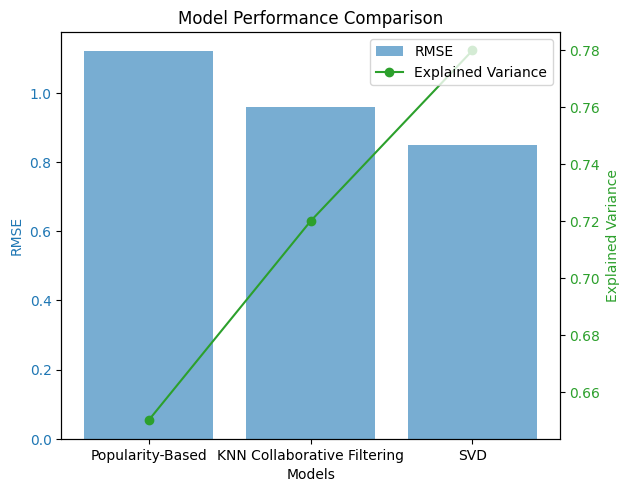 Model Performance Comparison
RMSE
Explained Variance
1.0
0.8
0.6
0.4
0.2
0.0
RMSE
0.78
0.76
0.74
0.72
0.70
0.68
0.66
Explained Variance
Popularity-Based KNN Collaborative Filtering SVD
Models